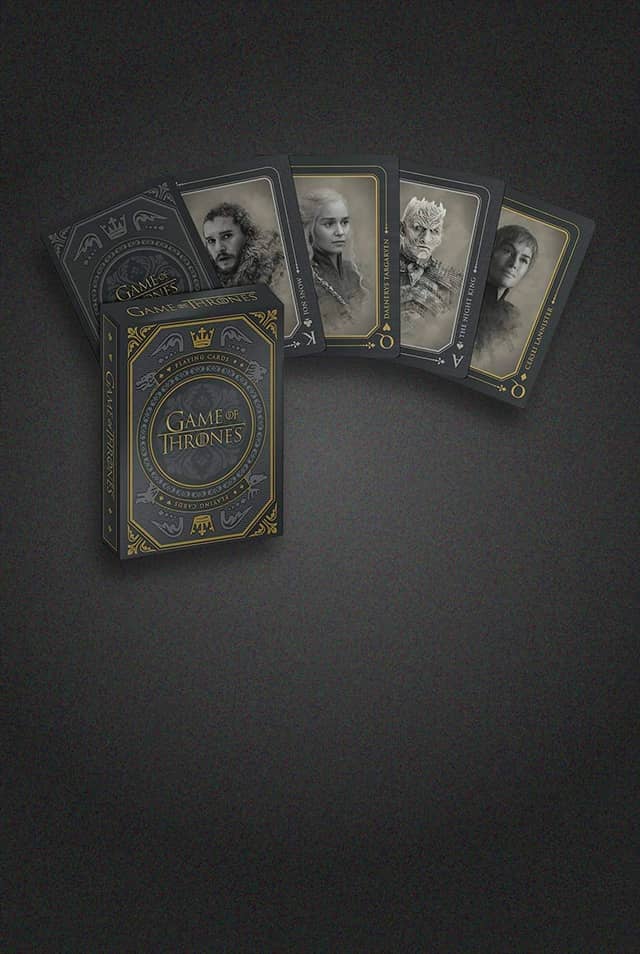 GAME OF
THRONES
K
JON SNOW
Q
DAENERYS TARGARYEN
A
THE NIGHT KING
Q
CERSEI LANNISTER
GAME OF THRONES
GAME OF THRONES
PLAYING CARDS
GAME OF
THRONES
PLAYING CARDS